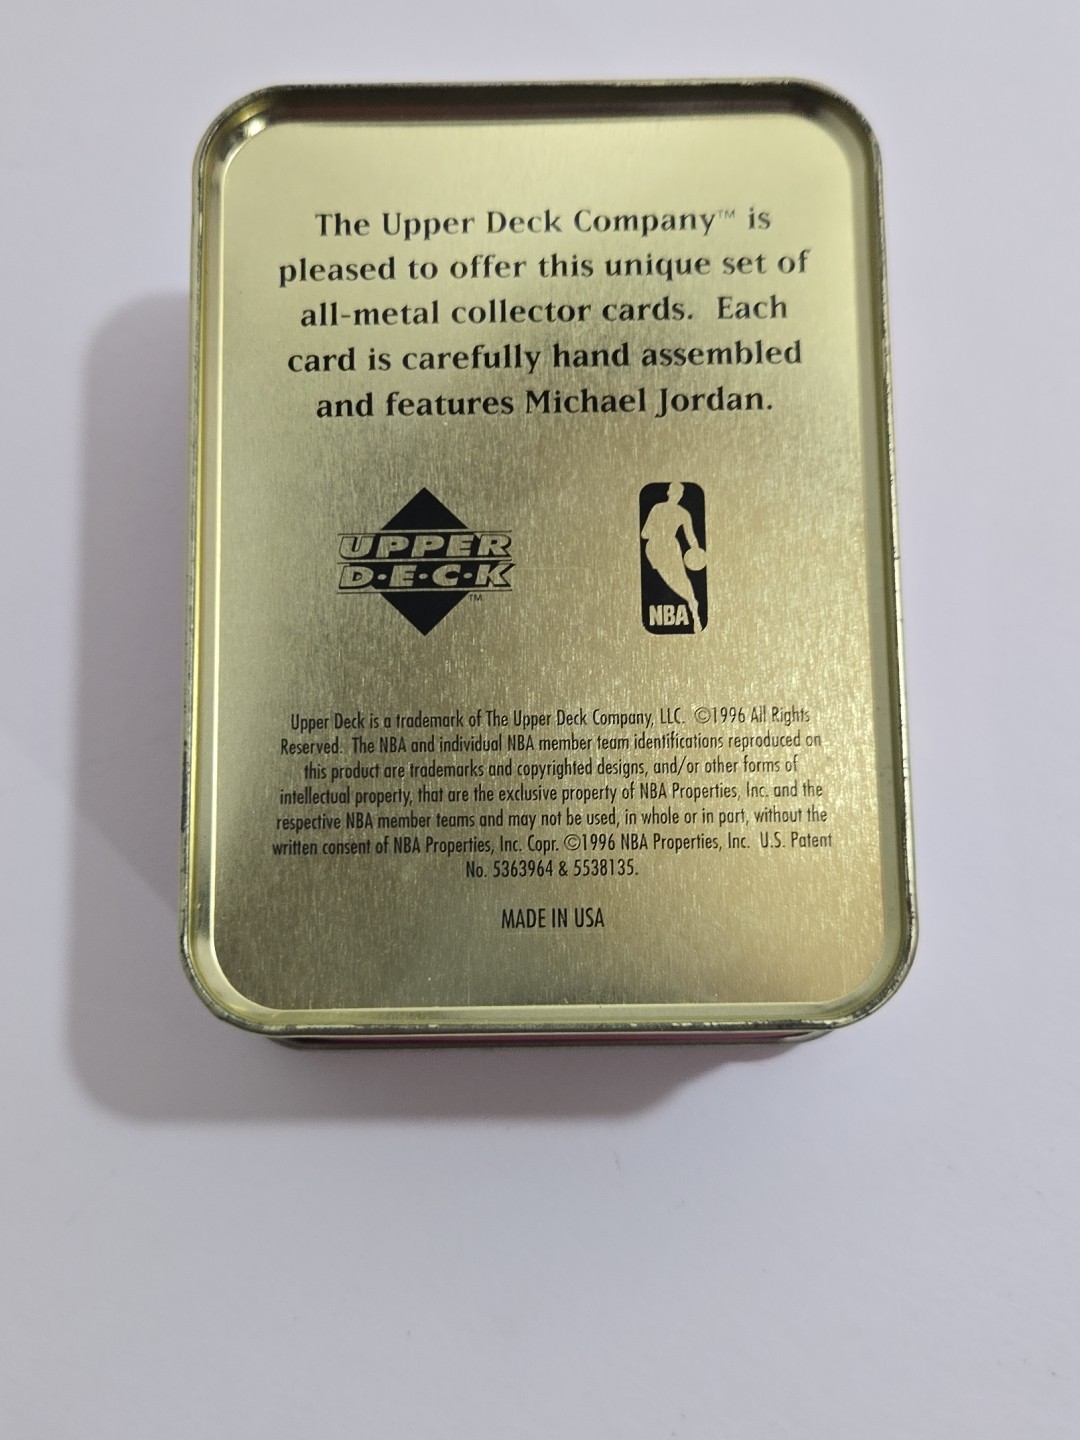 The Upper Deck Company™ is
pleased to offer this unique set of
all-metal collector cards.  Each
card is carefully hand assembled
and features Michael Jordan.
UPPER
D·E·C·K
™
NBA
Upper Deck is a trademark of The Upper Deck Company, LLC.  ©1996 All Rights
Reserved.  The NBA and individual NBA member team identifications reproduced on
this product are trademarks and copyrighted designs, and/or other forms of
intellectual property, that are the exclusive property of NBA Properties, Inc. and the
respective NBA member teams and may not be used, in whole or in part, without the
written consent of NBA Properties, Inc. Copr. ©1996 NBA Properties, Inc.  U.S. Patent
No. 5363964 & 5538135.
MADE IN USA